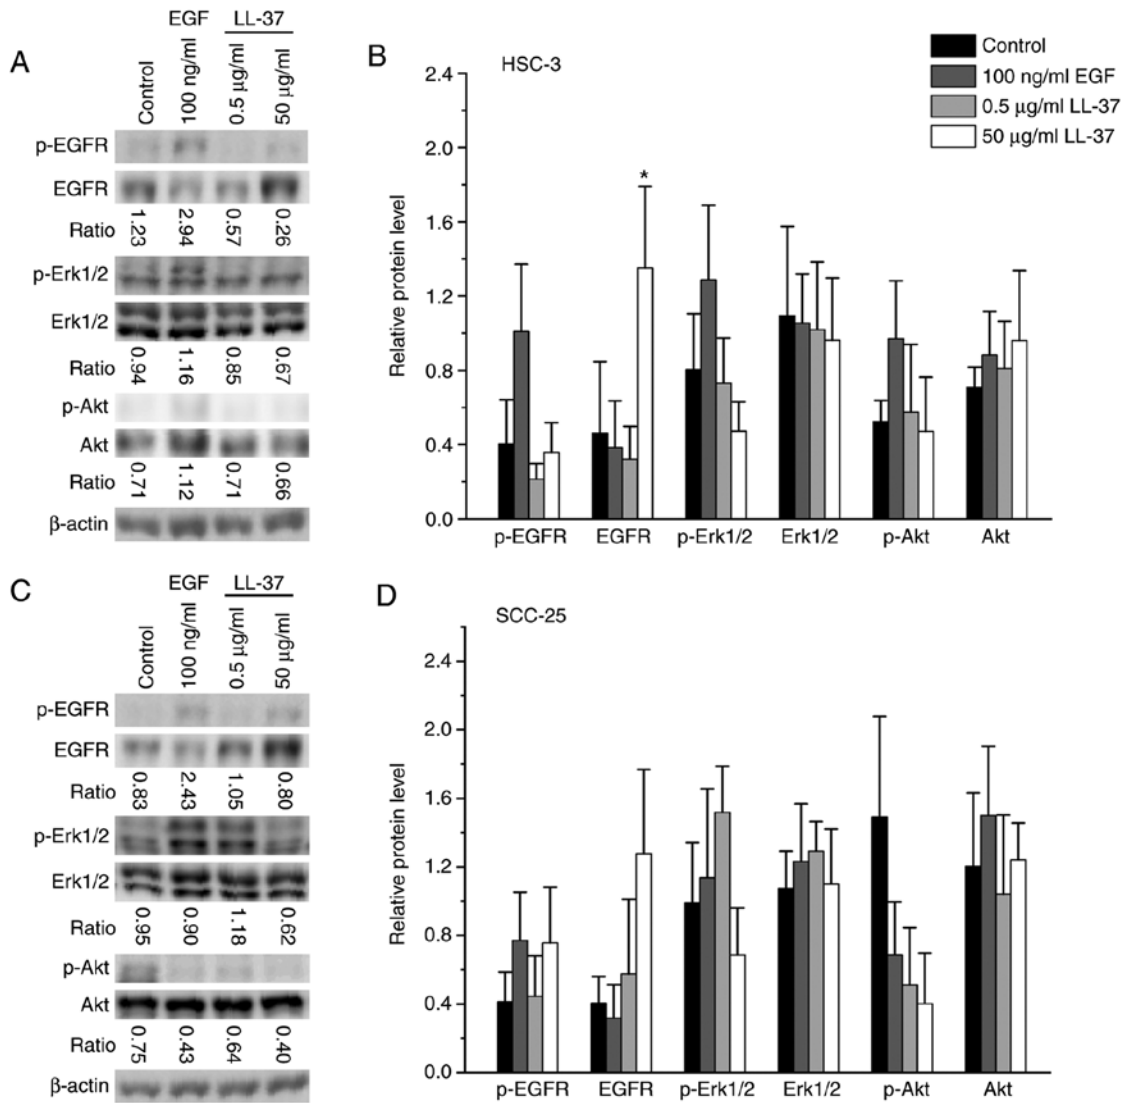 A
EGF LL-37
Control
100 ng/ml
0.5 µg/ml
50 µg/ml
p-EGFR
EGFR
Ratio 1.23 2.94 0.57 0.26
p-Erk1/2
Erk1/2
Ratio 0.94 1.16 0.85 0.67
p-Akt
Akt
Ratio 0.71 1.12 0.71 0.66
β-actin
B
HSC-3
Control
100 ng/ml EGF
0.5 µg/ml LL-37
50 µg/ml LL-37
Relative protein level
2.4
2.0
1.6
1.2
0.8
0.4
0.0
*
p-EGFR EGFR p-Erk1/2 Erk1/2 p-Akt Akt
C
EGF LL-37
Control
100 ng/ml
0.5 µg/ml
50 µg/ml
p-EGFR
EGFR
Ratio 0.83 2.43 1.05 0.80
p-Erk1/2
Erk1/2
Ratio 0.95 0.90 1.18 0.62
p-Akt
Akt
Ratio 0.75 0.43 0.64 0.40
β-actin
D
SCC-25
Relative protein level
2.4
2.0
1.6
1.2
0.8
0.4
0.0
p-EGFR EGFR p-Erk1/2 Erk1/2 p-Akt Akt